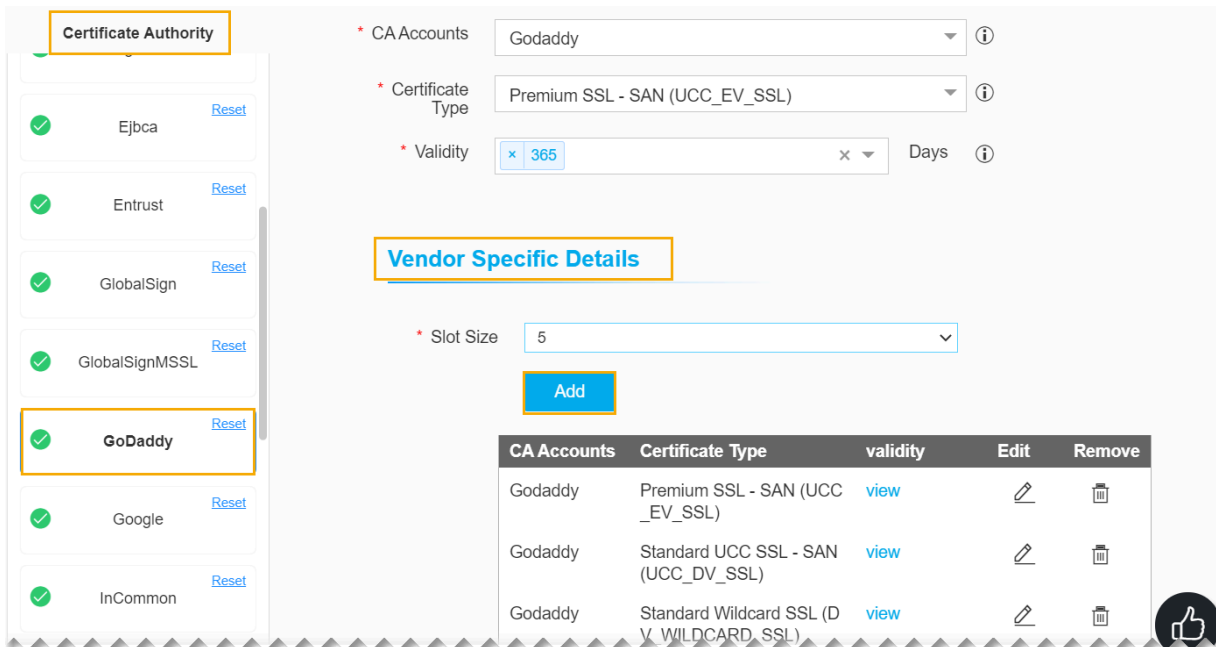 Certificate Authority
Reset
Ejbca
Reset
Entrust
Reset
GlobalSign
Reset
GlobalSignMSSL
Reset
GoDaddy
Reset
Google
Reset
InCommon
* CA Accounts
Godaddy
* Certificate
Type
Premium SSL - SAN (UCC_EV_SSL)
* Validity
× 365
Days
Vendor Specific Details
* Slot Size
5
Add
CA Accounts Certificate Type validity Edit Remove
Godaddy Premium SSL - SAN (UCC view
_EV_SSL)
Godaddy Standard UCC SSL - SAN view
(UCC_DV_SSL)
Godaddy Standard Wildcard SSL (D view
V_WILDCARD_SSL)